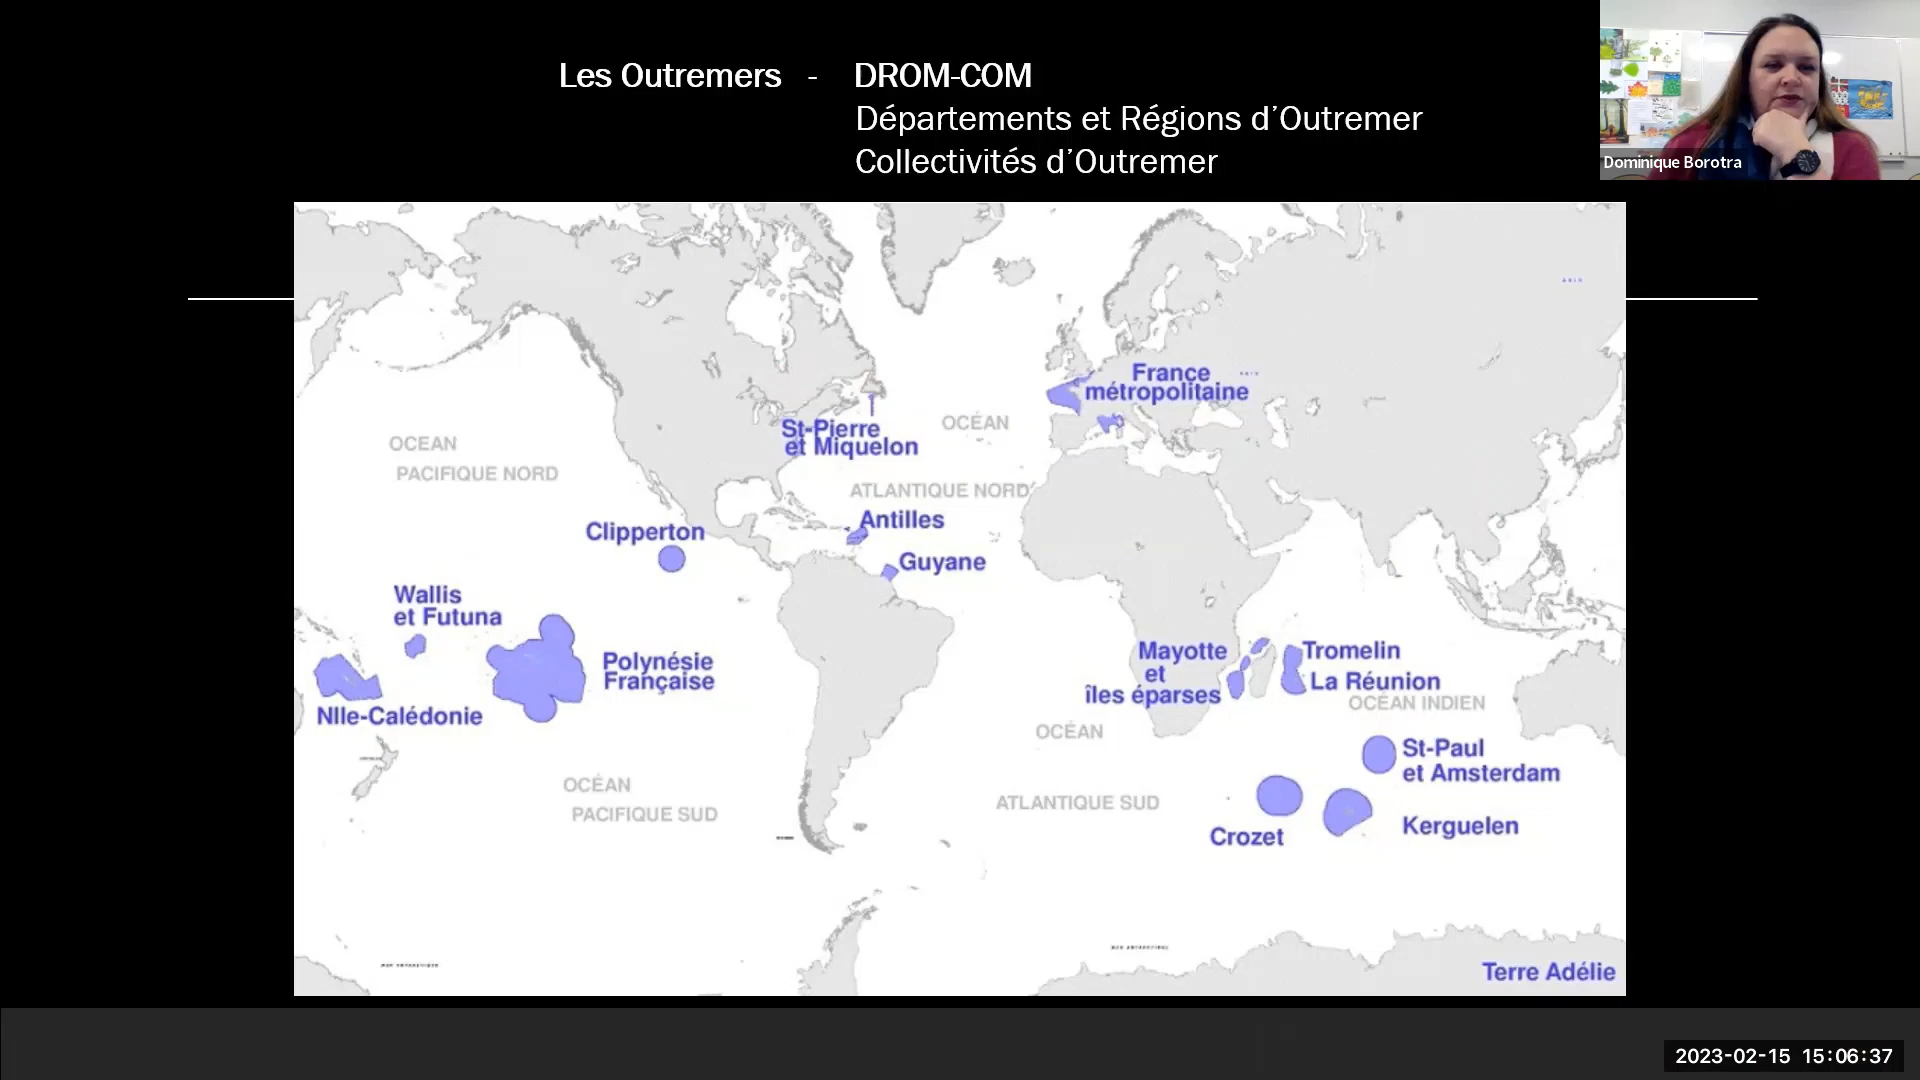 Les Outremers - DROM-COM
Départements et Régions d’Outremer
Collectivités d’Outremer
Dominique Borotra
France
métropolitaine
OCÉAN
ATLANTIQUE NORD
St-Pierre
et Miquelon
OCEAN
PACIFIQUE NORD
Antilles
Clipperton
Guyane
Wallis
et Futuna
Polynésie
Française
Nlle-Calédonie
Mayotte
et
îles éparses
Tromelin
La Réunion
OCÉAN INDIEN
OCÉAN
ATLANTIQUE SUD
St-Paul
et Amsterdam
OCÉAN
PACIFIQUE SUD
Crozet
Kerguelen
Terre Adélie
2023-02-15 15:06:37